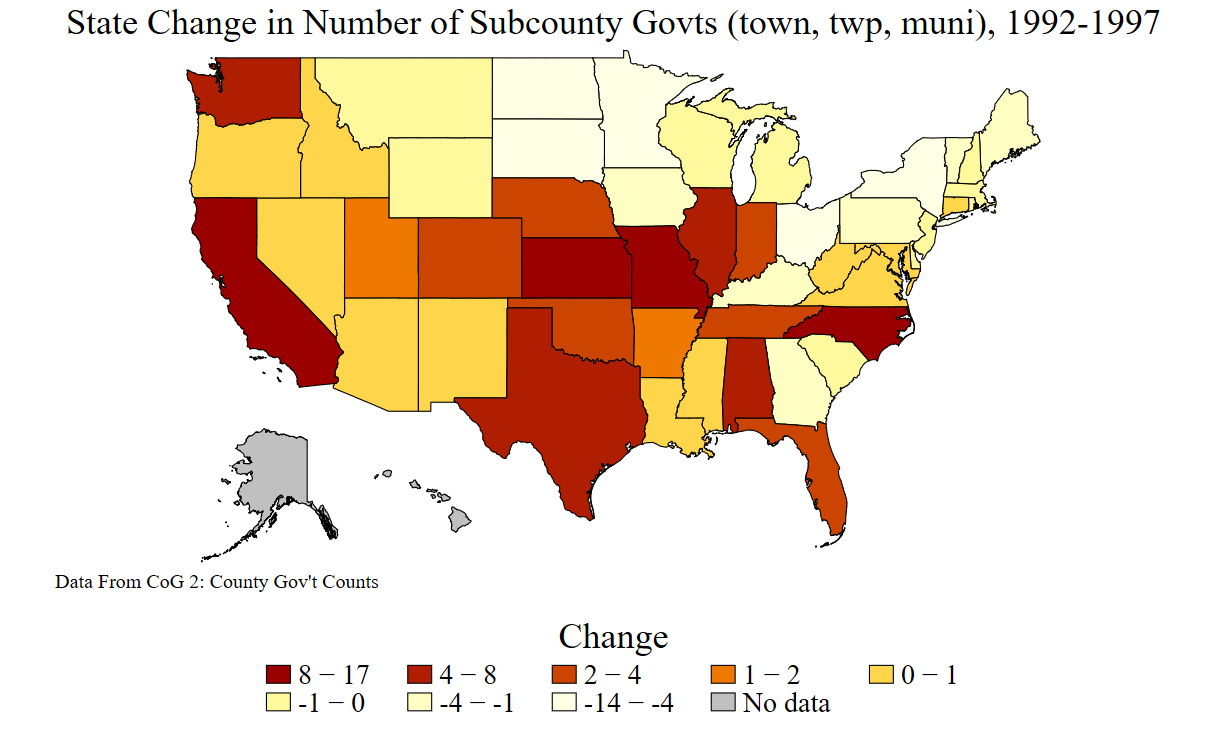 State Change in Number of Subcounty Govts (town, twp, muni), 1992-1997
Data From CoG 2: County Gov't Counts
Change
8 − 17 4 − 8 2 − 4 1 − 2 0 − 1
-1 − 0 -4 − -1 -14 − -4 No data